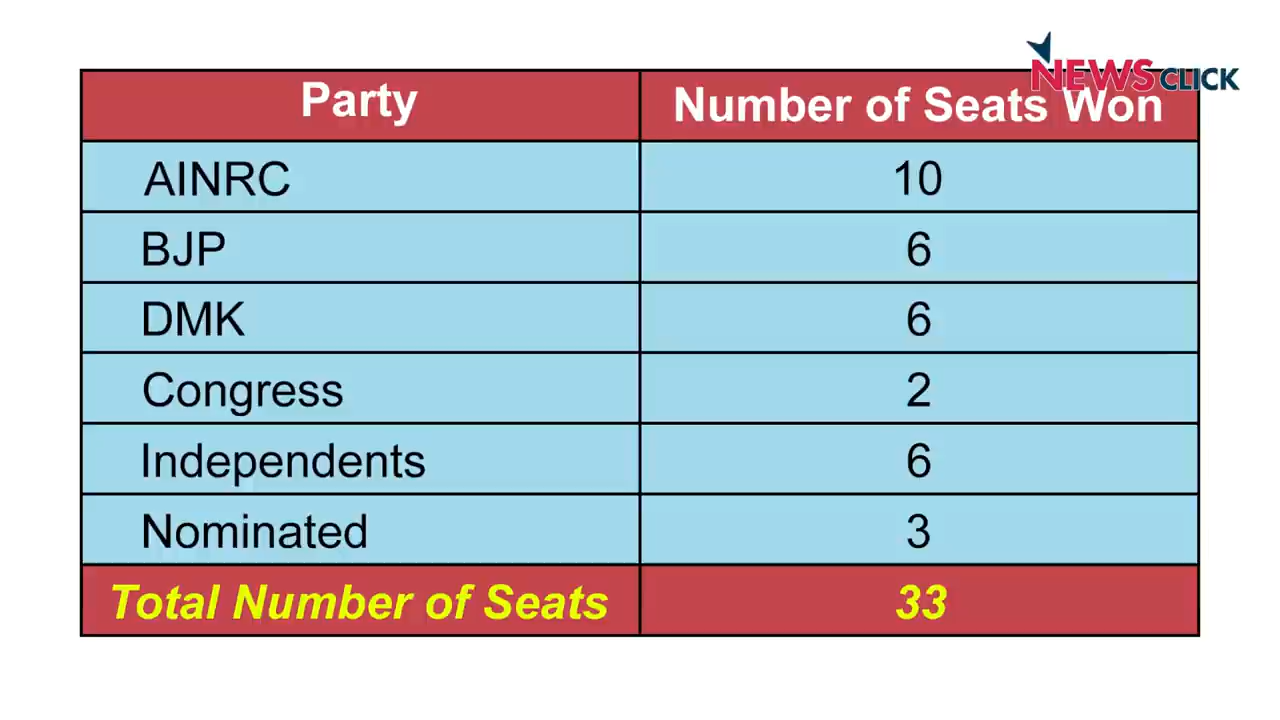 NEWSCLICK
Party Number of Seats Won
AINRC 10
BJP 6
DMK 6
Congress 2
Independents 6
Nominated 3
Total Number of Seats 33